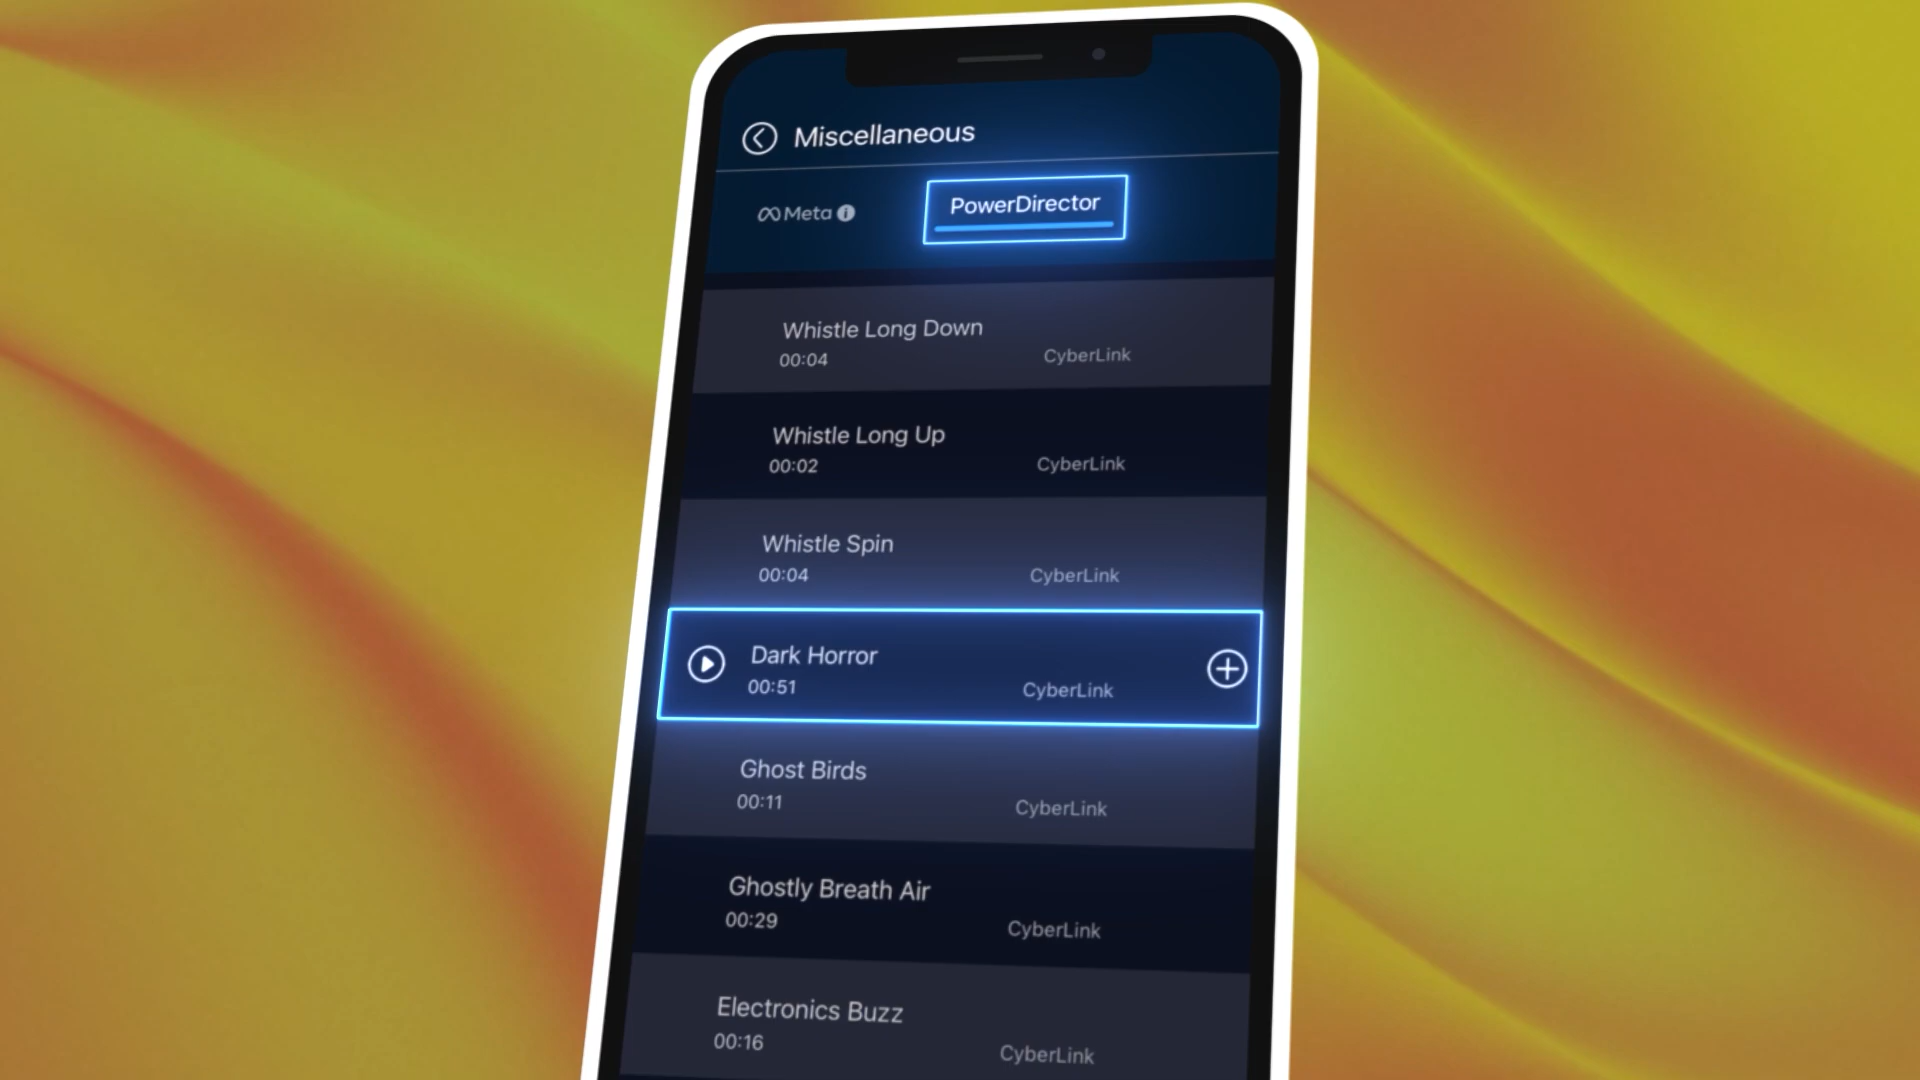 Miscellaneous
Meta
PowerDirector
Whistle Long Down
00:04
CyberLink
Whistle Long Up
00:02
CyberLink
Whistle Spin
00:04
CyberLink
Dark Horror
00:51
CyberLink
Ghost Birds
00:11
CyberLink
Ghostly Breath Air
00:29
CyberLink
Electronics Buzz
00:16
CyberLink